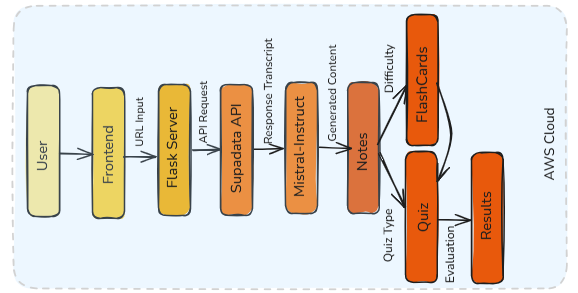 User
Frontend
URL Input
Flask Server
API Request
Supadata API
Response Transcript
Mistral-Instruct
Generated Content
Notes
Difficulty
FlashCards
Quiz Type
Quiz
Evaluation
Results
AWS Cloud